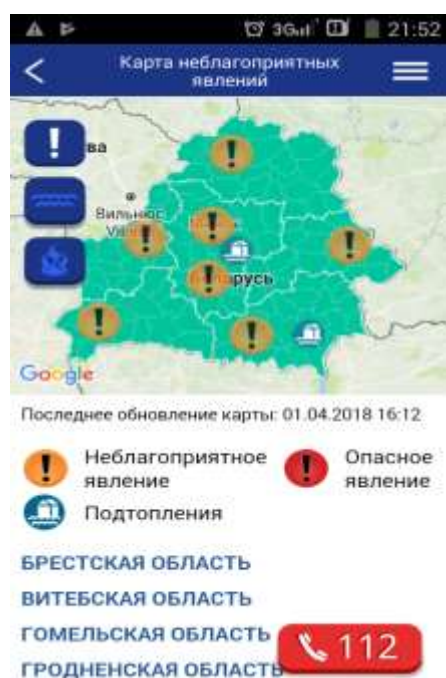 3G 21:52
Карта неблагоприятных
явлений
ва
Вильнюс
Google
Последнее обновление карты: 01.04.2018 16:12
Неблагоприятное
явление
Опасное
явление
Подтопления
БРЕСТСКАЯ ОБЛАСТЬ
ВИТЕБСКАЯ ОБЛАСТЬ
ГОМЕЛЬСКАЯ ОБЛАСТЬ
112
ГРОДНЕНСКАЯ ОБЛАСТЬ